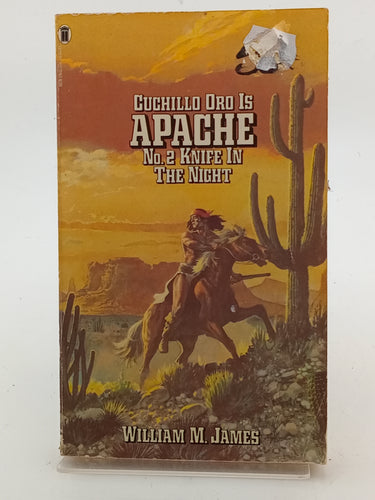 Cuchillo Oro Is
APACHE
No. 2 Knife In
The Night
William M. James